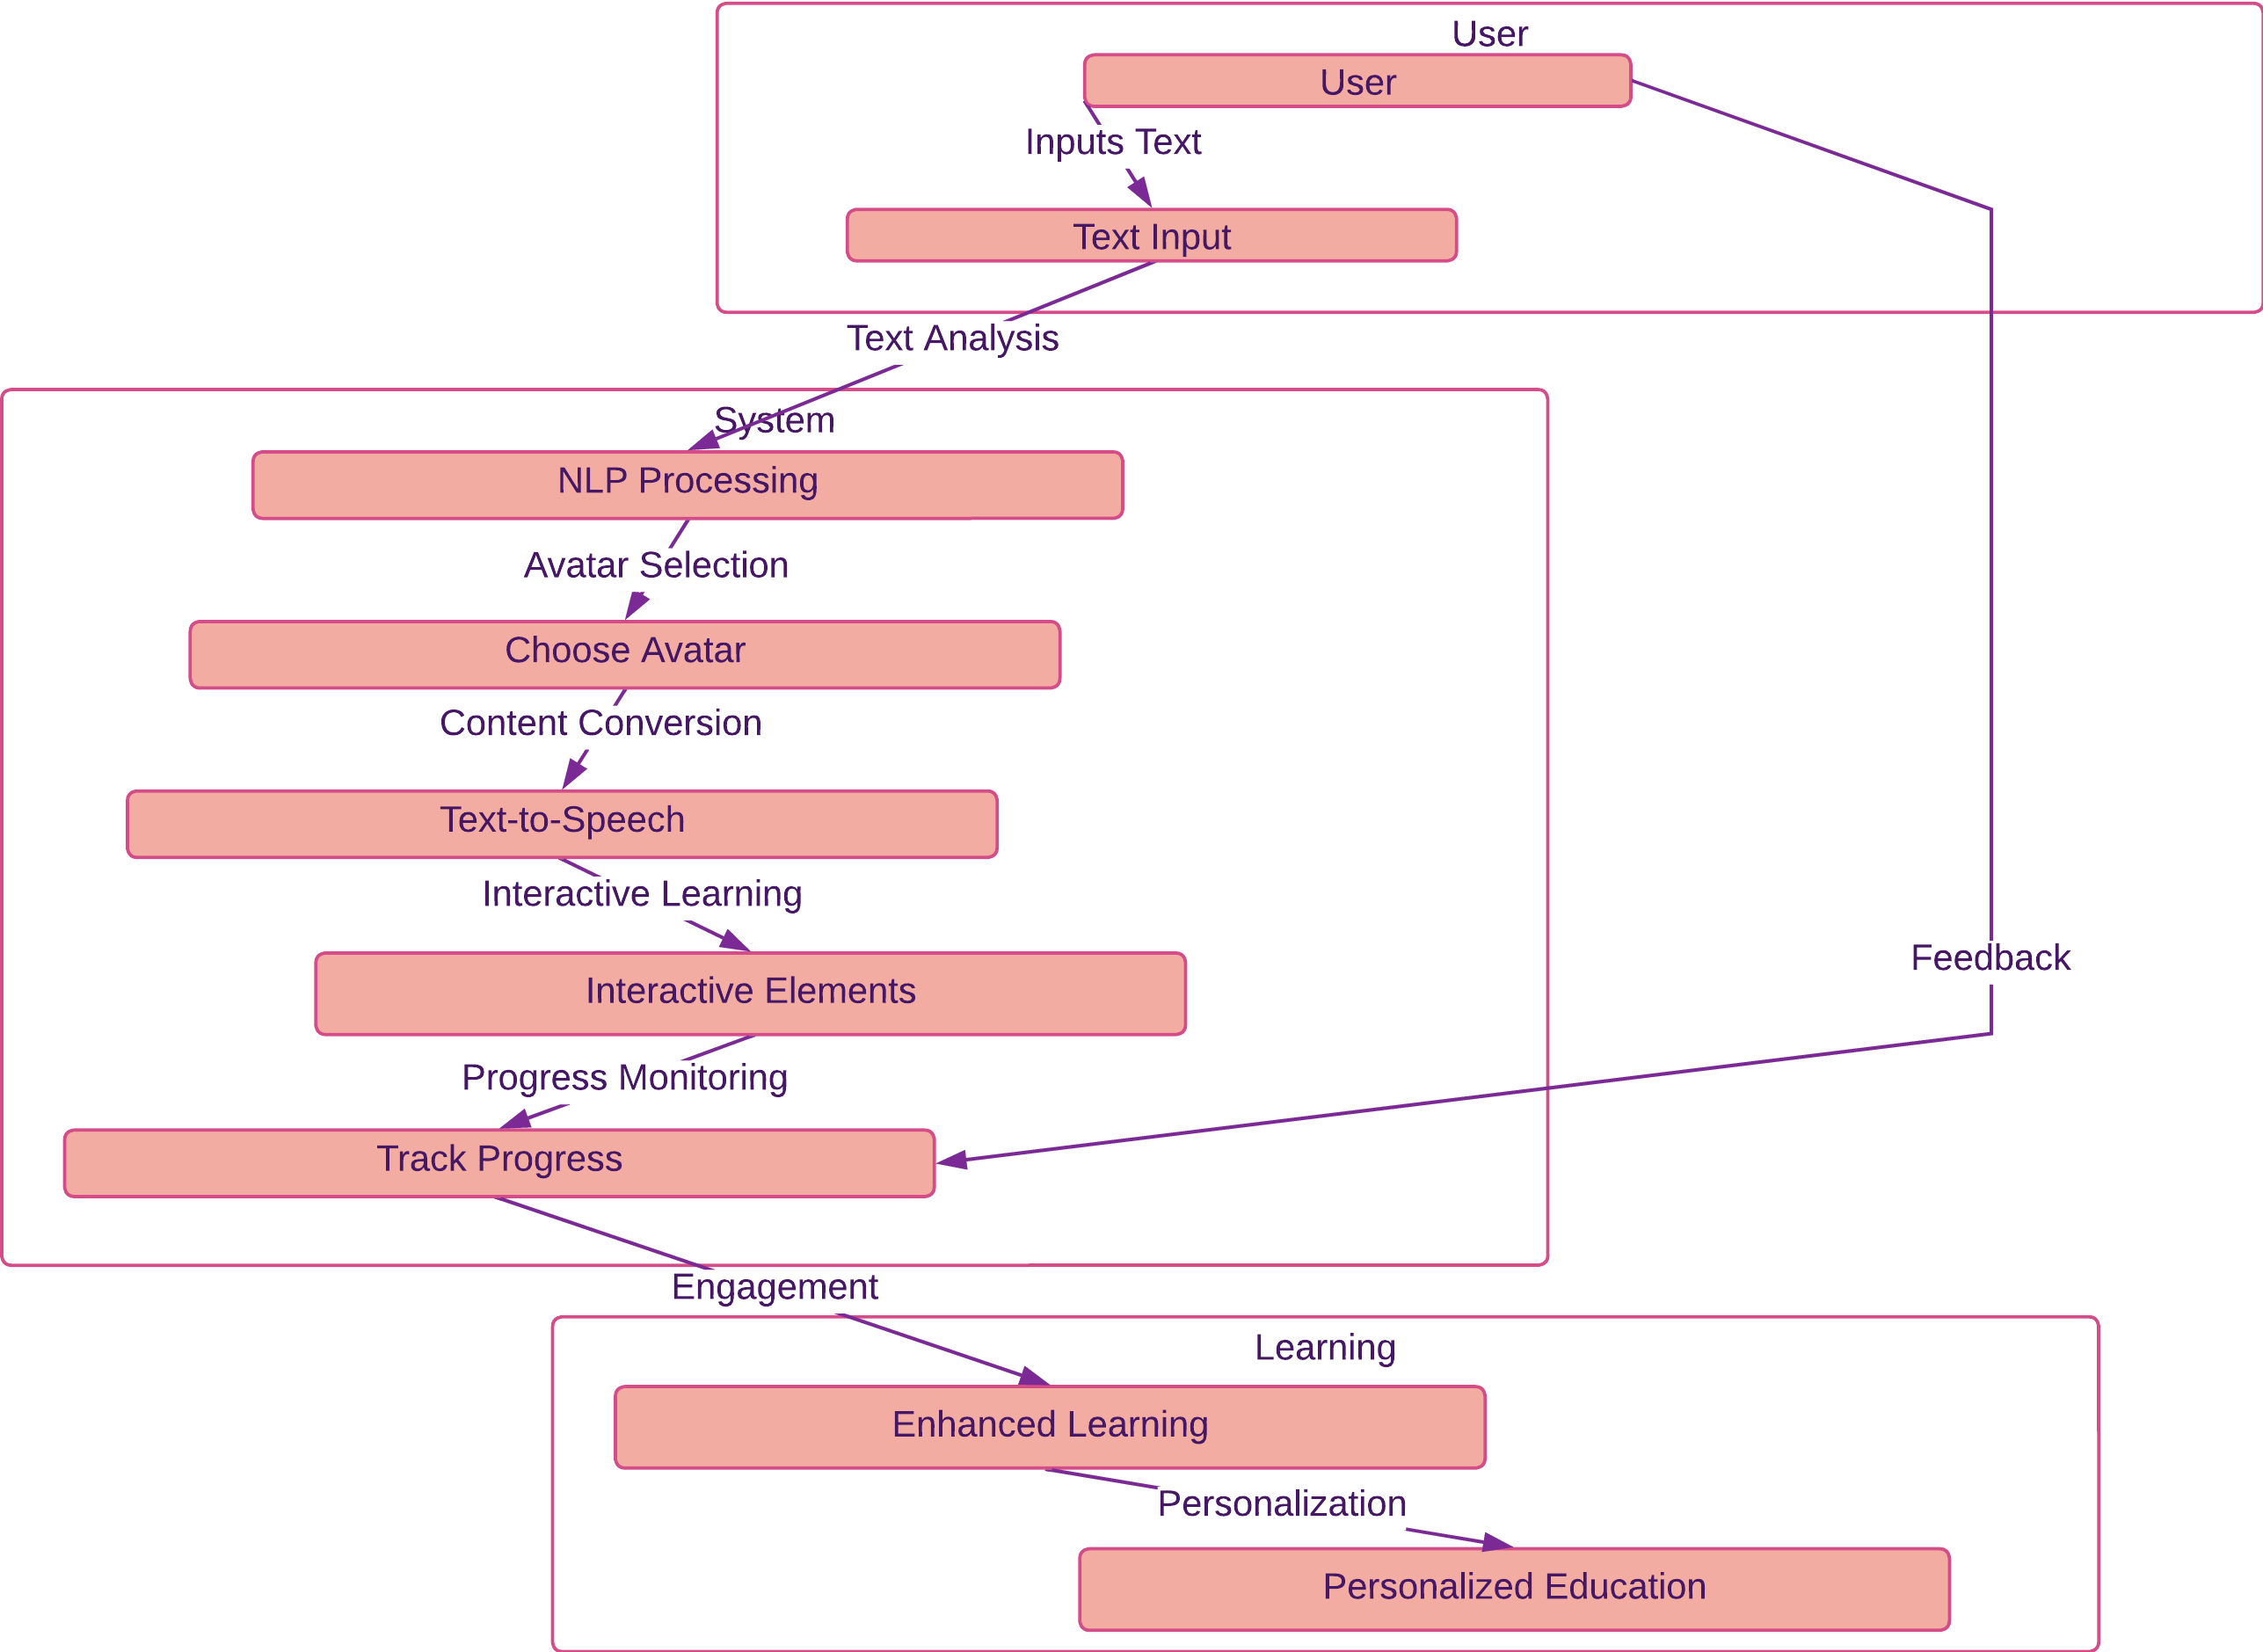 User
User
Inputs Text
Text Input
Text Analysis
System
NLP Processing
Avatar Selection
Choose Avatar
Content Conversion
Text-to-Speech
Interactive Learning
Feedback
Interactive Elements
Progress Monitoring
Track Progress
Engagement
Learning
Enhanced Learning
Personalization
Personalized Education